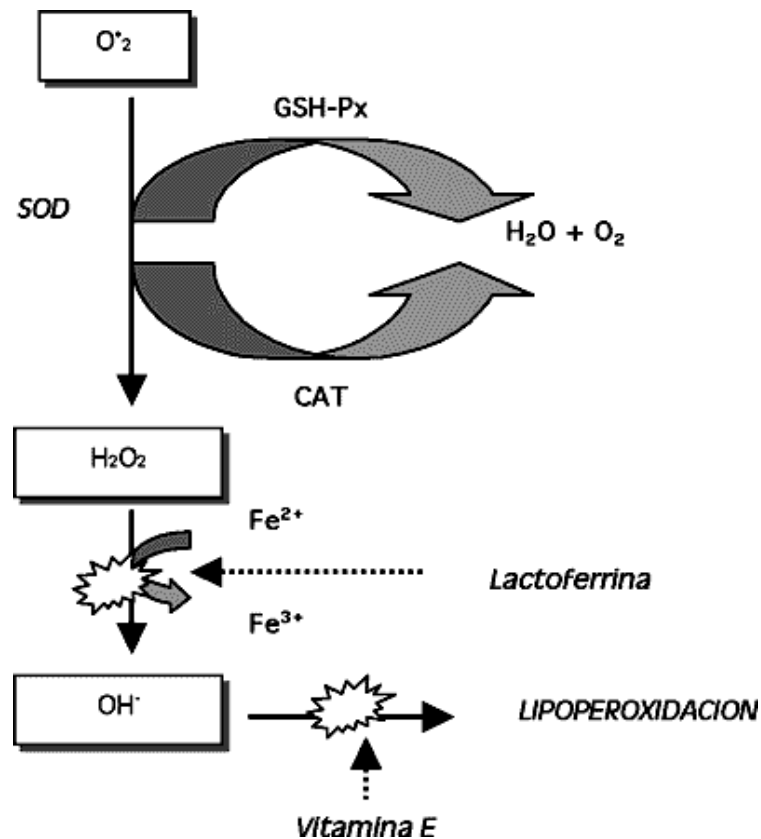 O•₂
GSH-Px
SOD
H₂O + O₂
CAT
H₂O₂
Fe²⁺
Lactoferrina
Fe³⁺
OH⁻
LIPOPEROXIDACION
Vitamina E